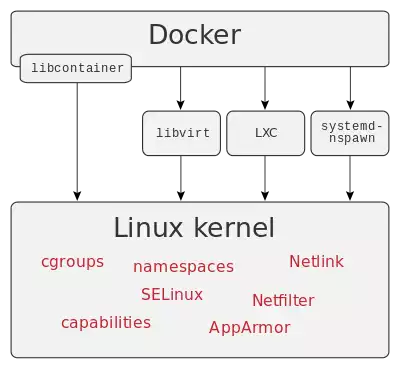 Docker
libcontainer
libvirt
LXC
systemd-
nspawn
Linux kernel
cgroups
namespaces
Netlink
SELinux
Netfilter
capabilities
AppArmor